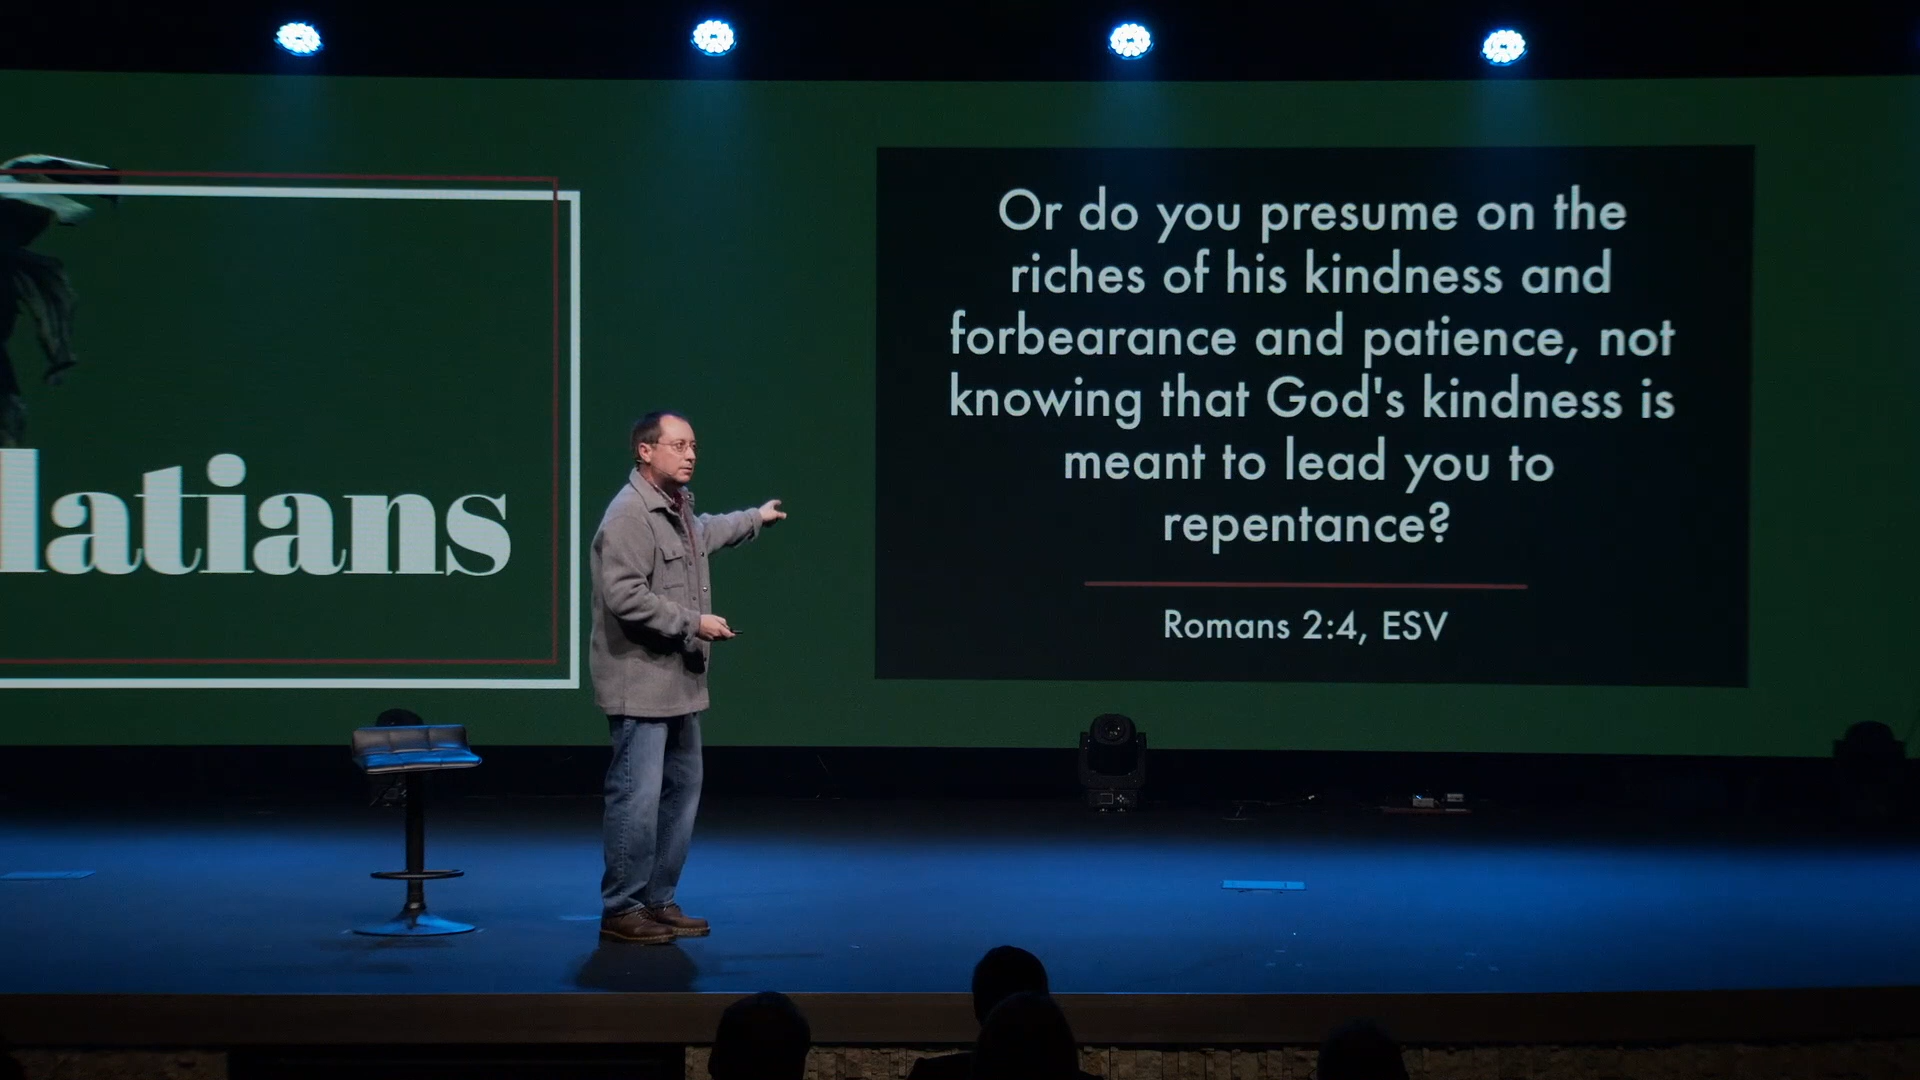 latians
Or do you presume on the
riches of his kindness and
forbearance and patience, not
knowing that God's kindness is
meant to lead you to
repentance?
Romans 2:4, ESV